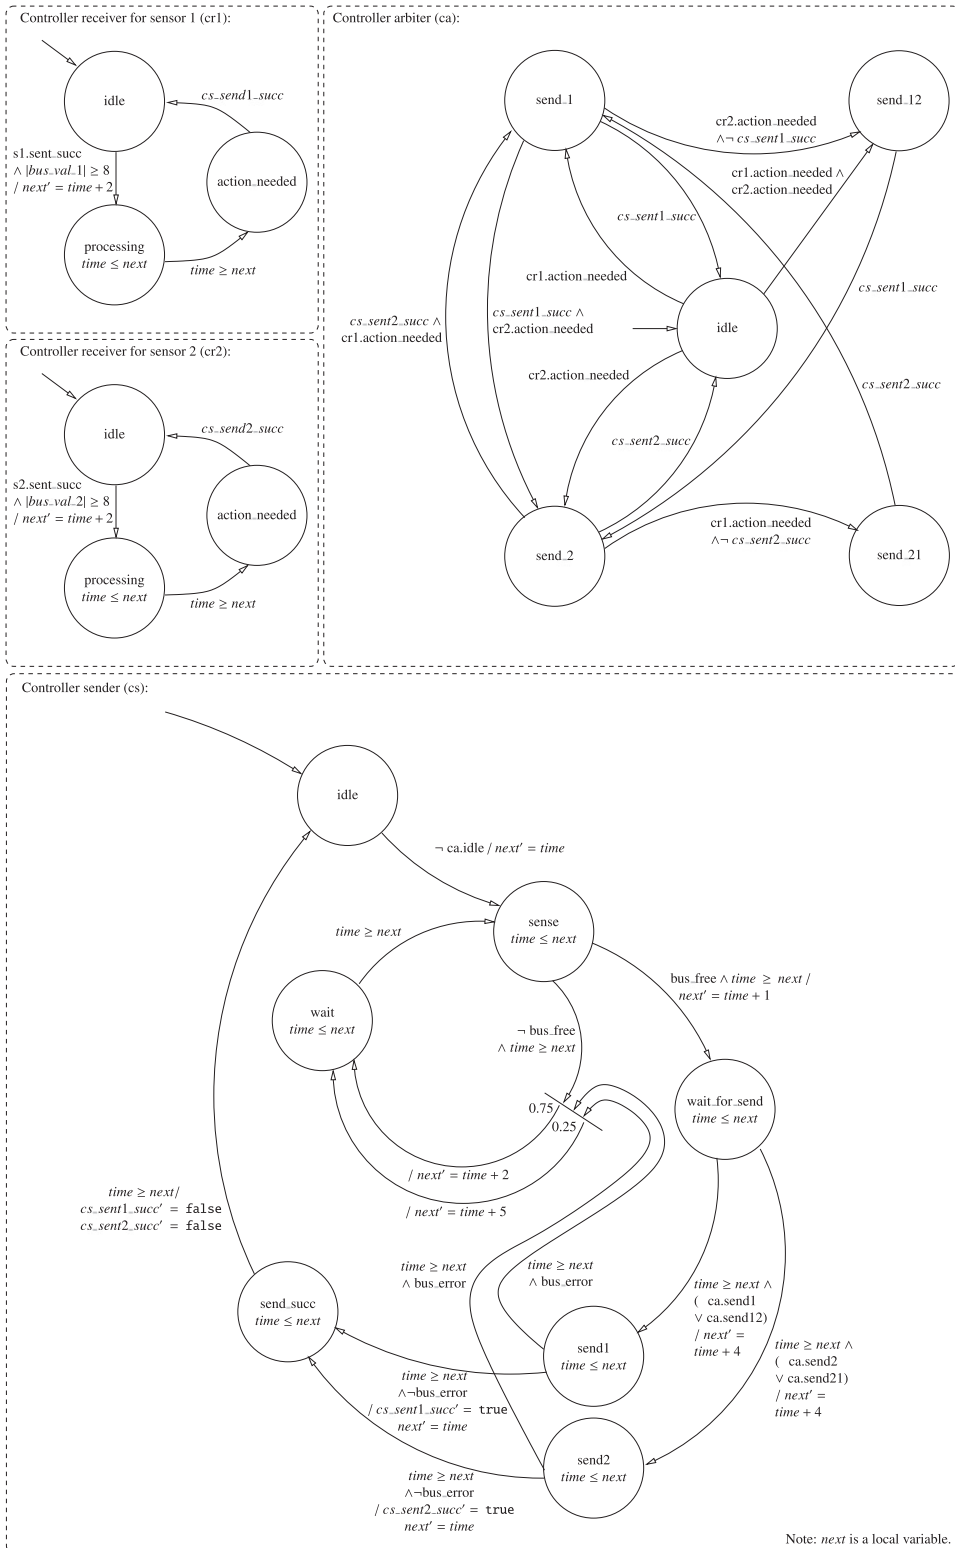 Controller receiver for sensor 1 (cr1):
idle
cs_send1_succ
s1.sent_succ
∧ |bus_val_1| ≥ 8
/ next′ = time + 2
action_needed
processing
time ≤ next
time ≥ next
Controller receiver for sensor 2 (cr2):
idle
cs_send2_succ
s2.sent_succ
∧ |bus_val_2| ≥ 8
/ next′ = time + 2
action_needed
processing
time ≤ next
time ≥ next
Controller arbiter (ca):
send_1
send_12
cr2.action_needed
∧¬ cs_sent1_succ
cr1.action_needed ∧
cr2.action_needed
cs_sent1_succ
cr1.action_needed
cs_sent1_succ
cs_sent2_succ ∧
cr1.action_needed
cs_sent1_succ ∧
cr2.action_needed
idle
cr2.action_needed
cs_sent2_succ
cs_sent2_succ
send_2
cr1.action_needed
∧¬ cs_sent2_succ
send_21
Controller sender (cs):
idle
¬ ca.idle / next′ = time
sense
time ≤ next
time ≥ next
bus_free ∧ time ≥ next /
next′ = time + 1
wait
time ≤ next
¬ bus_free
∧ time ≥ next
wait_for_send
time ≤ next
0.75
0.25
/ next′ = time + 2
/ next′ = time + 5
time ≥ next/
cs_sent1_succ′ = false
cs_sent2_succ′ = false
time ≥ next
∧ bus_error
time ≥ next
∧ bus_error
send_succ
time ≤ next
time ≥ next ∧
( ca.send1
∨ ca.send12)
/ next′ =
time + 4
send1
time ≤ next
time ≥ next ∧
( ca.send2
∨ ca.send21)
/ next′ =
time + 4
time ≥ next
∧¬bus_error
/ cs_sent1_succ′ = true
next′ = time
send2
time ≤ next
time ≥ next
∧¬bus_error
/ cs_sent2_succ′ = true
next′ = time
Note: next is a local variable.